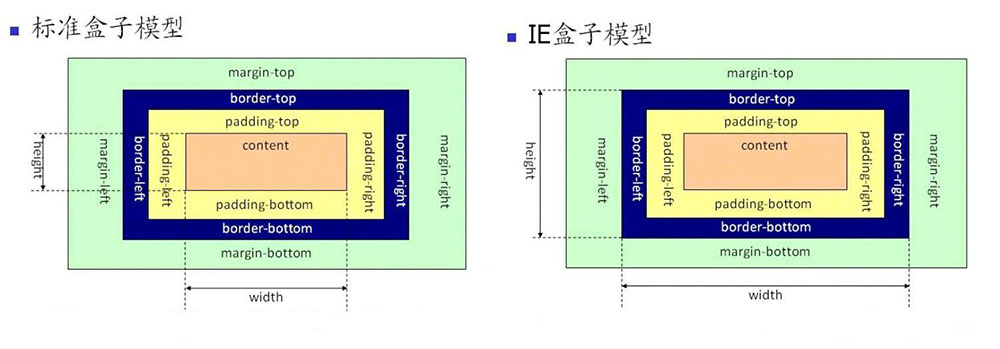 标准盒子模型
margin-top
border-top
padding-top
content
height
margin-left
border-left
padding-left
padding-right
border-right
margin-right
padding-bottom
border-bottom
margin-bottom
width
IE盒子模型
margin-top
border-top
padding-top
content
height
margin-left
border-left
padding-left
padding-right
border-right
margin-right
padding-bottom
border-bottom
margin-bottom
width